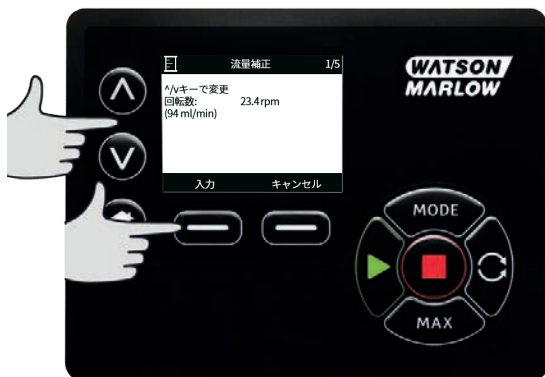 流量補正 1/5
^/vキーで変更
回転数: 23.4 rpm
(94 ml/min)
入力 キャンセル
WATSON
MARLOW
MODE
MAX